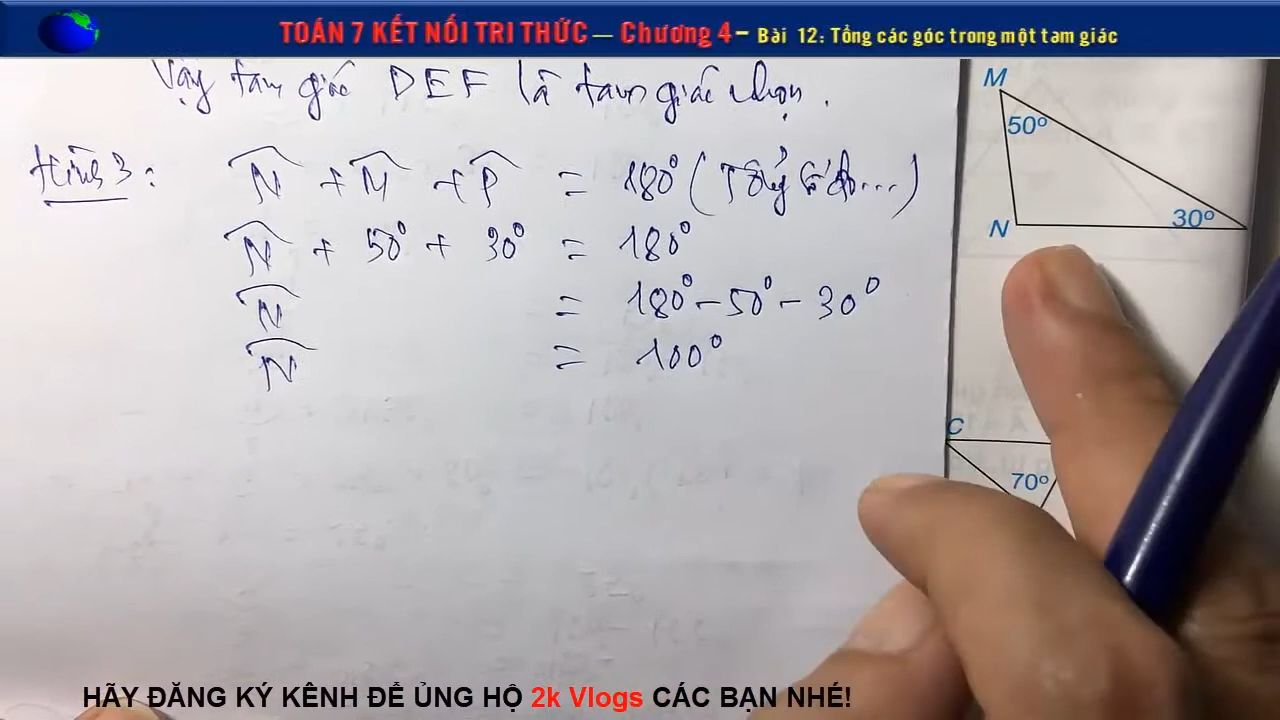 TOÁN 7 KẾT NỐI TRI THỨC — Chương 4 – Bài 12: Tổng các góc trong một tam giác
Vậy tam giác DEF là tam giác nhọn.
Hình 3: N̂ + M̂ + P̂ = 180° (Tổng số đo...)
N̂ + 50° + 30° = 180°
N̂ = 180° - 50° - 30°
N̂ = 100°
M
50°
N
30°
C
70°
HÃY ĐĂNG KÝ KÊNH ĐỂ ỦNG HỘ 2k Vlogs CÁC BẠN NHÉ!